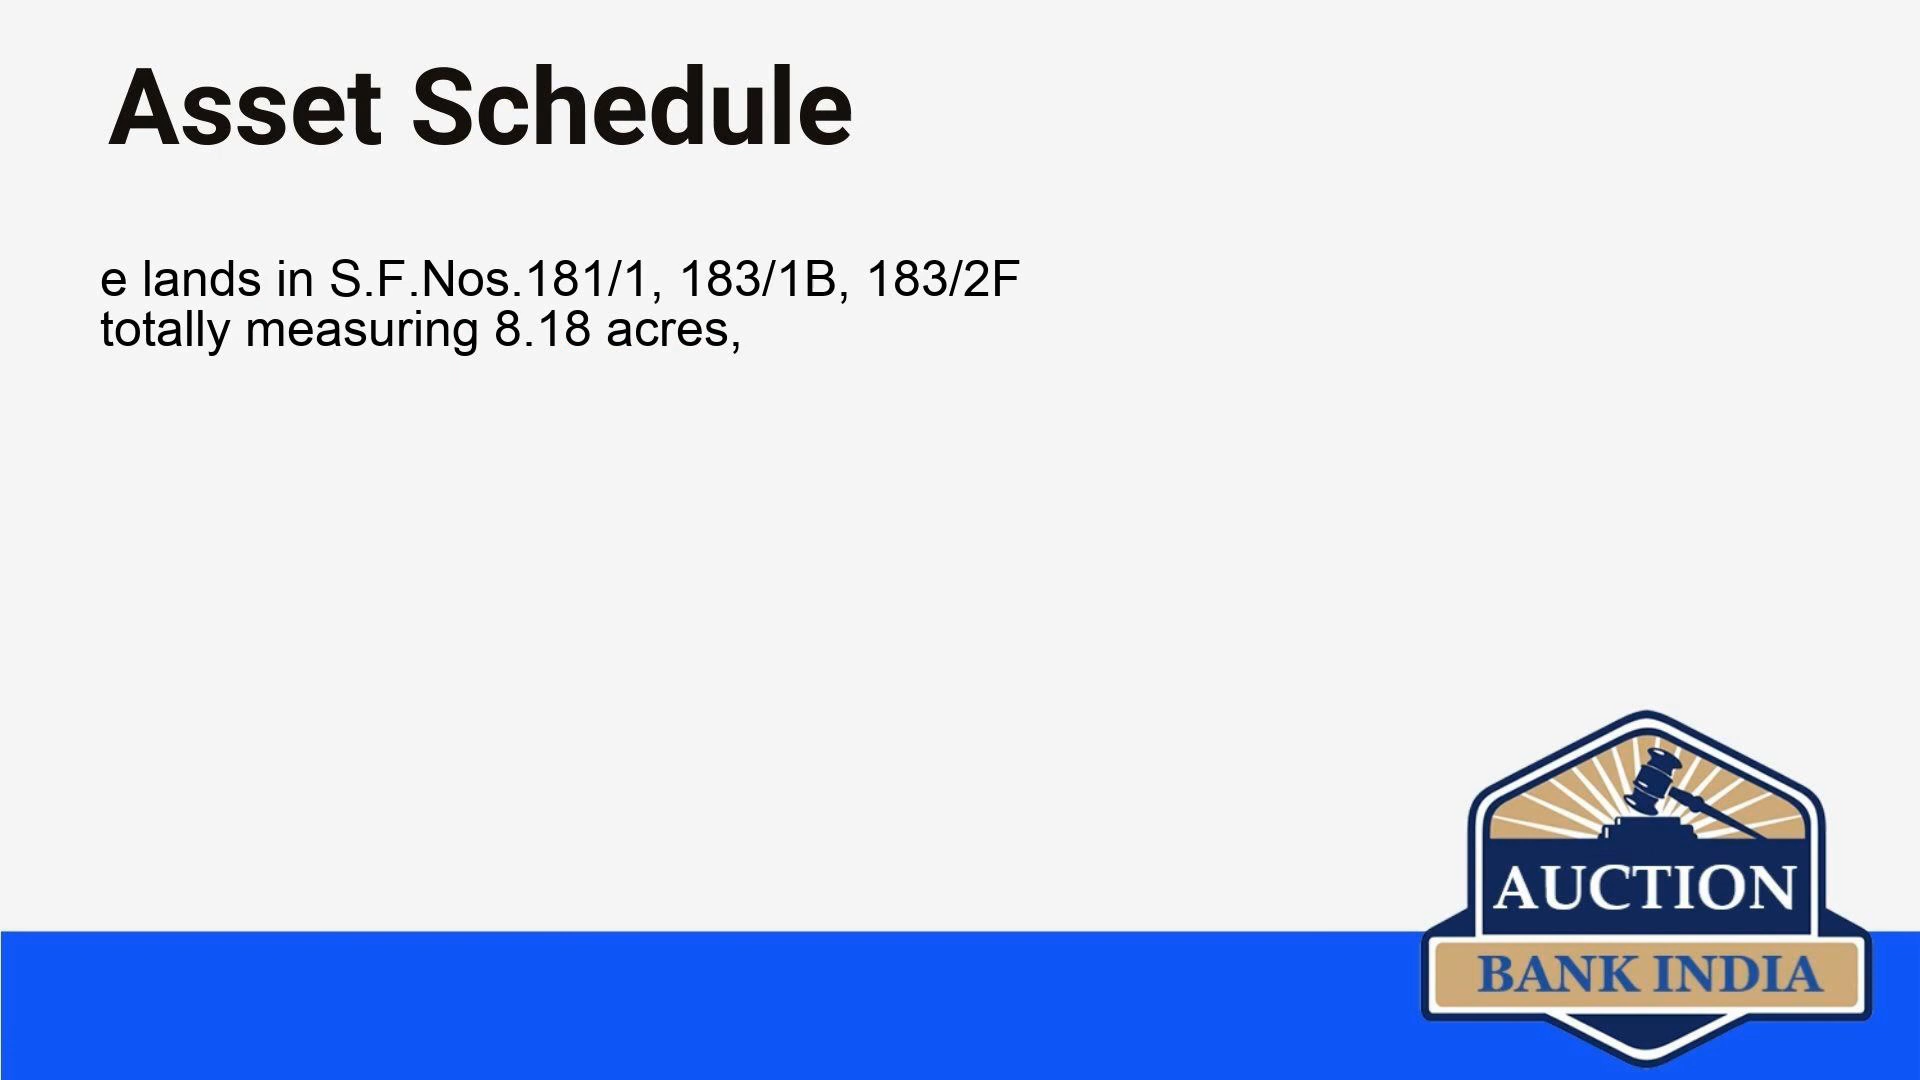 Asset Schedule
e lands in S.F.Nos.181/1, 183/1B, 183/2F
totally measuring 8.18 acres,
AUCTION
BANK INDIA